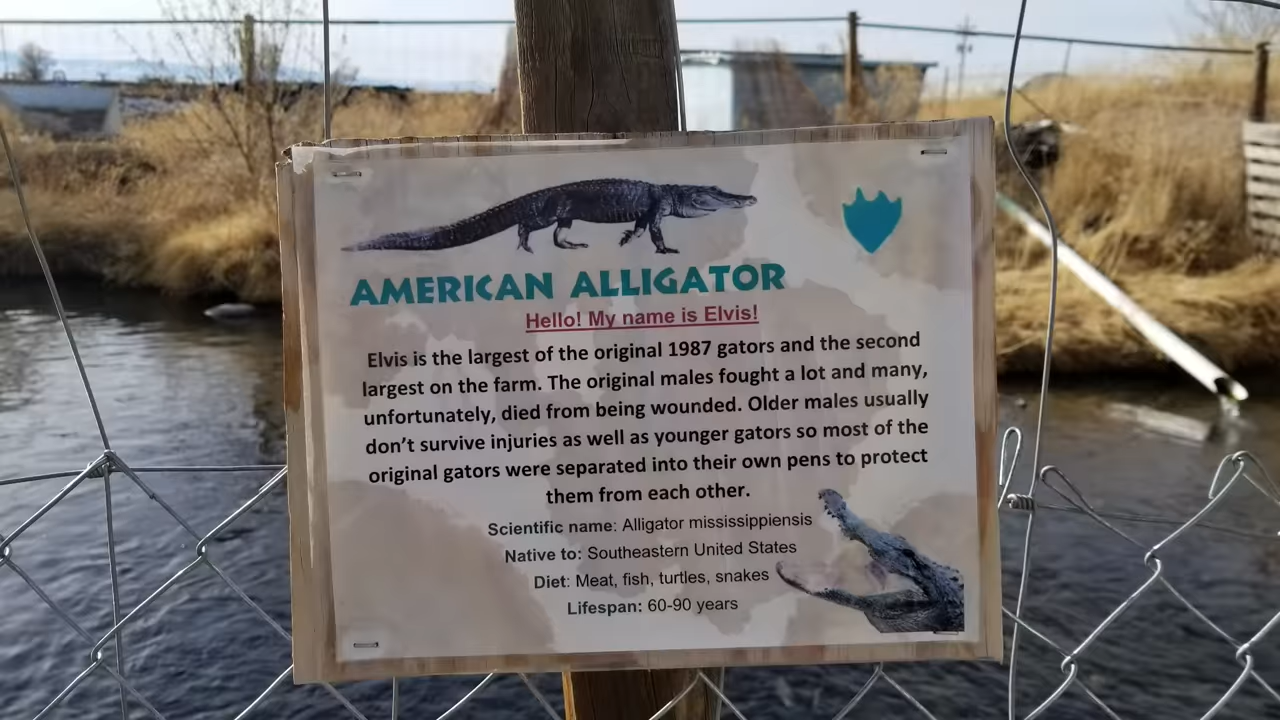 AMERICAN ALLIGATOR
Hello! My name is Elvis!
Elvis is the largest of the original 1987 gators and the second
largest on the farm. The original males fought a lot and many,
unfortunately, died from being wounded. Older males usually
don't survive injuries as well as younger gators so most of the
original gators were separated into their own pens to protect
them from each other.
Scientific name: Alligator mississippiensis
Native to: Southeastern United States
Diet: Meat, fish, turtles, snakes
Lifespan: 60-90 years